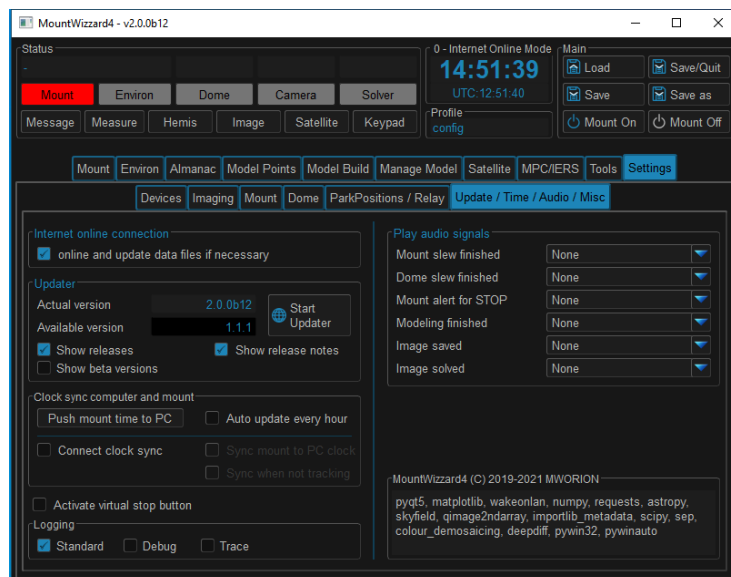 MountWizzard4 - v2.0.0b12
Status
-
Mount Environ Dome Camera Solver
Message Measure Hemis Image Satellite Keypad
0 - Internet Online Mode
14:51:39
UTC:12:51:40
Profile
config
Main
Load Save/Quit
Save Save as
Mount On Mount Off
Mount Environ Almanac Model Points Model Build Manage Model Satellite MPC/IERS Tools Settings
Devices Imaging Mount Dome ParkPositions / Relay Update / Time / Audio / Misc
Internet online connection
online and update data files if necessary
Updater
Actual version 2.0.0b12
Available version 1.1.1
Start
Updater
Show releases Show release notes
Show beta versions
Clock sync computer and mount
Push mount time to PC Auto update every hour
Connect clock sync Sync mount to PC clock
Sync when not tracking
Activate virtual stop button
Logging
Standard Debug Trace
Play audio signals
Mount slew finished None
Dome slew finished None
Mount alert for STOP None
Modeling finished None
Image saved None
Image solved None
MountWizzard4 (C) 2019-2021 MWORION
pyqt5, matplotlib, wakeonlan, numpy, requests, astropy,
skyfield, qimage2ndarray, importlib_metadata, scipy, sep,
colour_demosaicing, deepdiff, pywin32, pywinauto